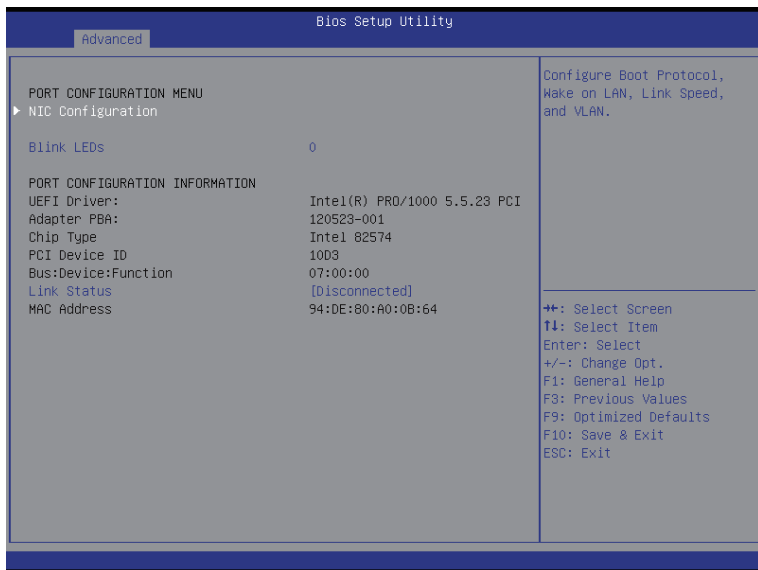 Bios Setup Utility
Advanced
PORT CONFIGURATION MENU
NIC Configuration
Blink LEDs 0
PORT CONFIGURATION INFORMATION
UEFI Driver: Intel(R) PRO/1000 5.5.23 PCI
Adapter PBA: 120523-001
Chip Type Intel 82574
PCI Device ID 10D3
Bus:Device:Function 07:00:00
Link Status [Disconnected]
MAC Address 94:DE:80:A0:0B:64
Configure Boot Protocol,
Wake on LAN, Link Speed,
and VLAN.
→←: Select Screen
↑↓: Select Item
Enter: Select
+/-: Change Opt.
F1: General Help
F3: Previous Values
F9: Optimized Defaults
F10: Save & Exit
ESC: Exit